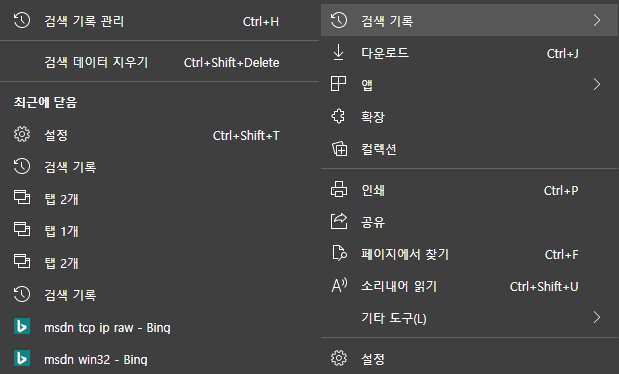 검색 기록 관리 Ctrl+H
검색 데이터 지우기 Ctrl+Shift+Delete
최근에 닫음
설정 Ctrl+Shift+T
검색 기록
탭 2개
탭 1개
탭 2개
검색 기록
msdn tcp ip raw - Bing
msdn win32 - Bing
검색 기록
다운로드 Ctrl+J
앱
확장
컬렉션
인쇄 Ctrl+P
공유
페이지에서 찾기 Ctrl+F
소리내어 읽기 Ctrl+Shift+U
기타 도구(L)
설정